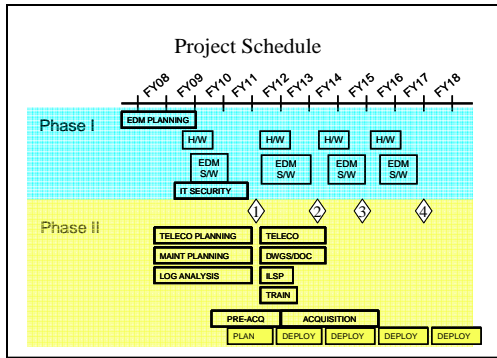 Project Schedule
FY08 FY09 FY10 FY11 FY12 FY13 FY14 FY15 FY16 FY17 FY18
EDM PLANNING
Phase I
H/W H/W H/W H/W
EDM EDM EDM EDM
S/W S/W S/W S/W
IT SECURITY
1 2 3 4
Phase II
TELECO PLANNING TELECO
MAINT PLANNING DWGS/DOC
LOG ANALYSIS ILSP
TRAIN
PRE-ACQ ACQUISITION
PLAN DEPLOY DEPLOY DEPLOY DEPLOY